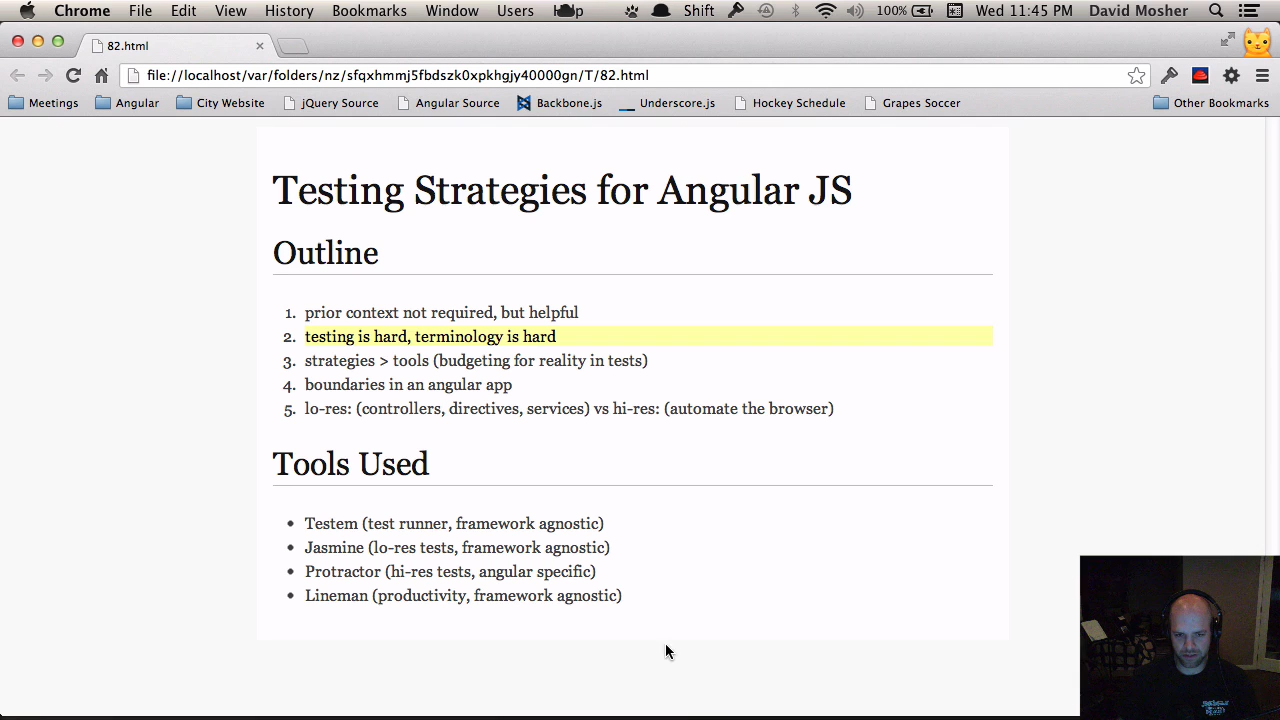 Chrome File Edit View History Bookmarks Window Users Help Shift 100% Wed 11:45 PM David Mosher
82.html
file://localhost/var/folders/nz/sfqxhmmj5fbdszk0xpkhgjy40000gn/T/82.html
Meetings Angular City Website jQuery Source Angular Source Backbone.js Underscore.js Hockey Schedule Grapes Soccer Other Bookmarks
Testing Strategies for Angular JS
Outline
1. prior context not required, but helpful
2. testing is hard, terminology is hard
3. strategies > tools (budgeting for reality in tests)
4. boundaries in an angular app
5. lo-res: (controllers, directives, services) vs hi-res: (automate the browser)
Tools Used
• Testem (test runner, framework agnostic)
• Jasmine (lo-res tests, framework agnostic)
• Protractor (hi-res tests, angular specific)
• Lineman (productivity, framework agnostic)